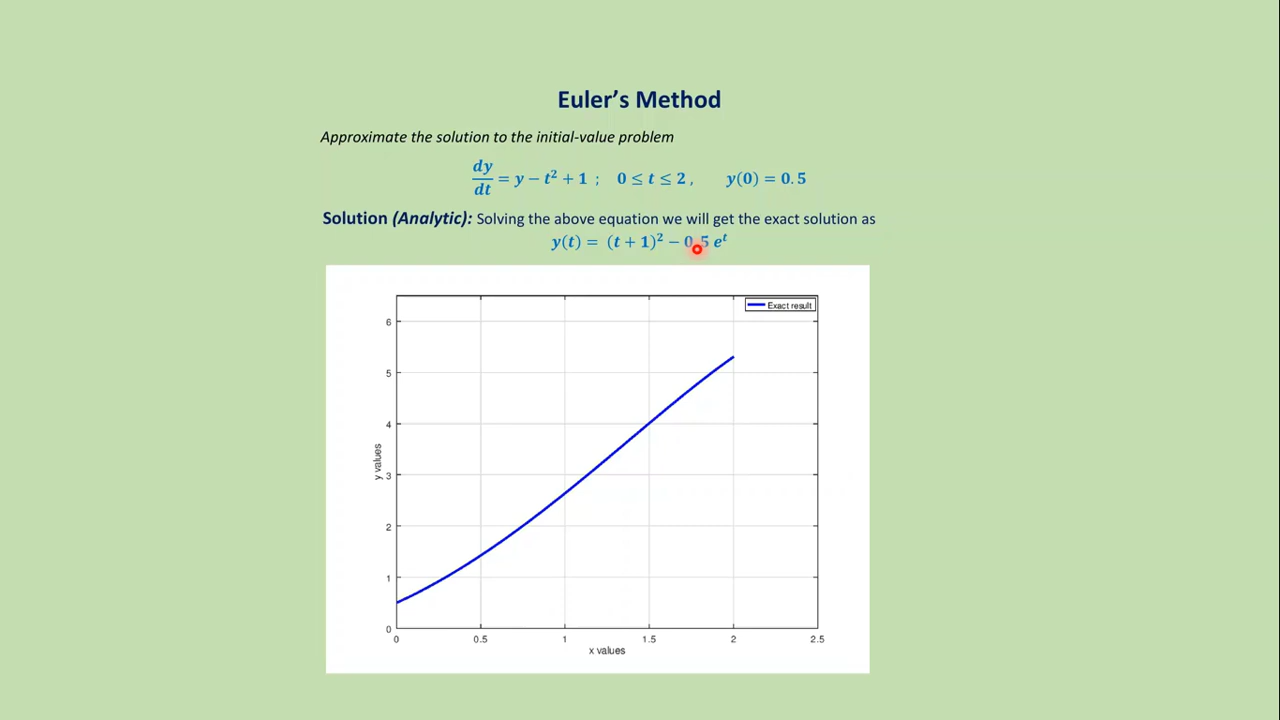 Euler's Method
Approximate the solution to the initial-value problem
dy/dt = y − t² + 1 ; 0 ≤ t ≤ 2 , y(0) = 0.5
Solution (Analytic): Solving the above equation we will get the exact solution as
y(t) = (t + 1)² − 0.5 eᵗ
Exact result
6
5
4
3
2
1
0
y values
0 0.5 1 1.5 2 2.5
x values